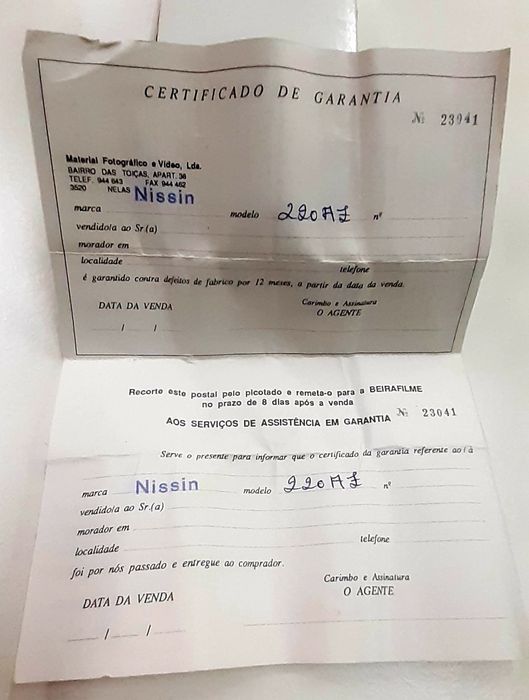 CERTIFICADO DE GARANTIA
Nº 23041
Material Fotográfico e Video, Lda.
BAIRRO DAS TOIÇAS, APART. 36
TELEF. 944 643 FAX 944 462
3520 NELAS
marca Nissin modelo 220AZ nº
vendido/a ao Sr(a)
morador em
localidade telefone
é garantido contra defeitos de fabrico por 12 meses, a partir da data da venda.
DATA DA VENDA Carimbo e Assinatura
O AGENTE
/ /
Recorte este postal pelo picotado e remeta-o para a BEIRAFILME
no prazo de 8 dias após a venda
Nº 23041
AOS SERVIÇOS DE ASSISTÊNCIA EM GARANTIA
Serve o presente para informar que o certificado da garantia referente ao/à
marca Nissin modelo 220AZ nº
vendido/a ao Sr.(a)
morador em
localidade telefone
foi por nós passado e entregue ao comprador.
DATA DA VENDA Carimbo e Assinatura
O AGENTE
/ /